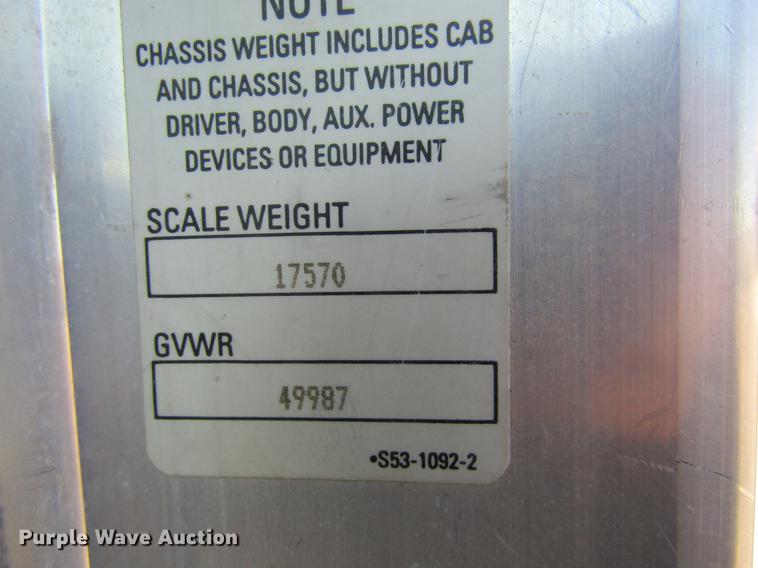 NOTE
CHASSIS WEIGHT INCLUDES CAB
AND CHASSIS, BUT WITHOUT
DRIVER, BODY, AUX. POWER
DEVICES OR EQUIPMENT
SCALE WEIGHT
17570
GVWR
49987
•S53-1092-2
Purple Wave Auction